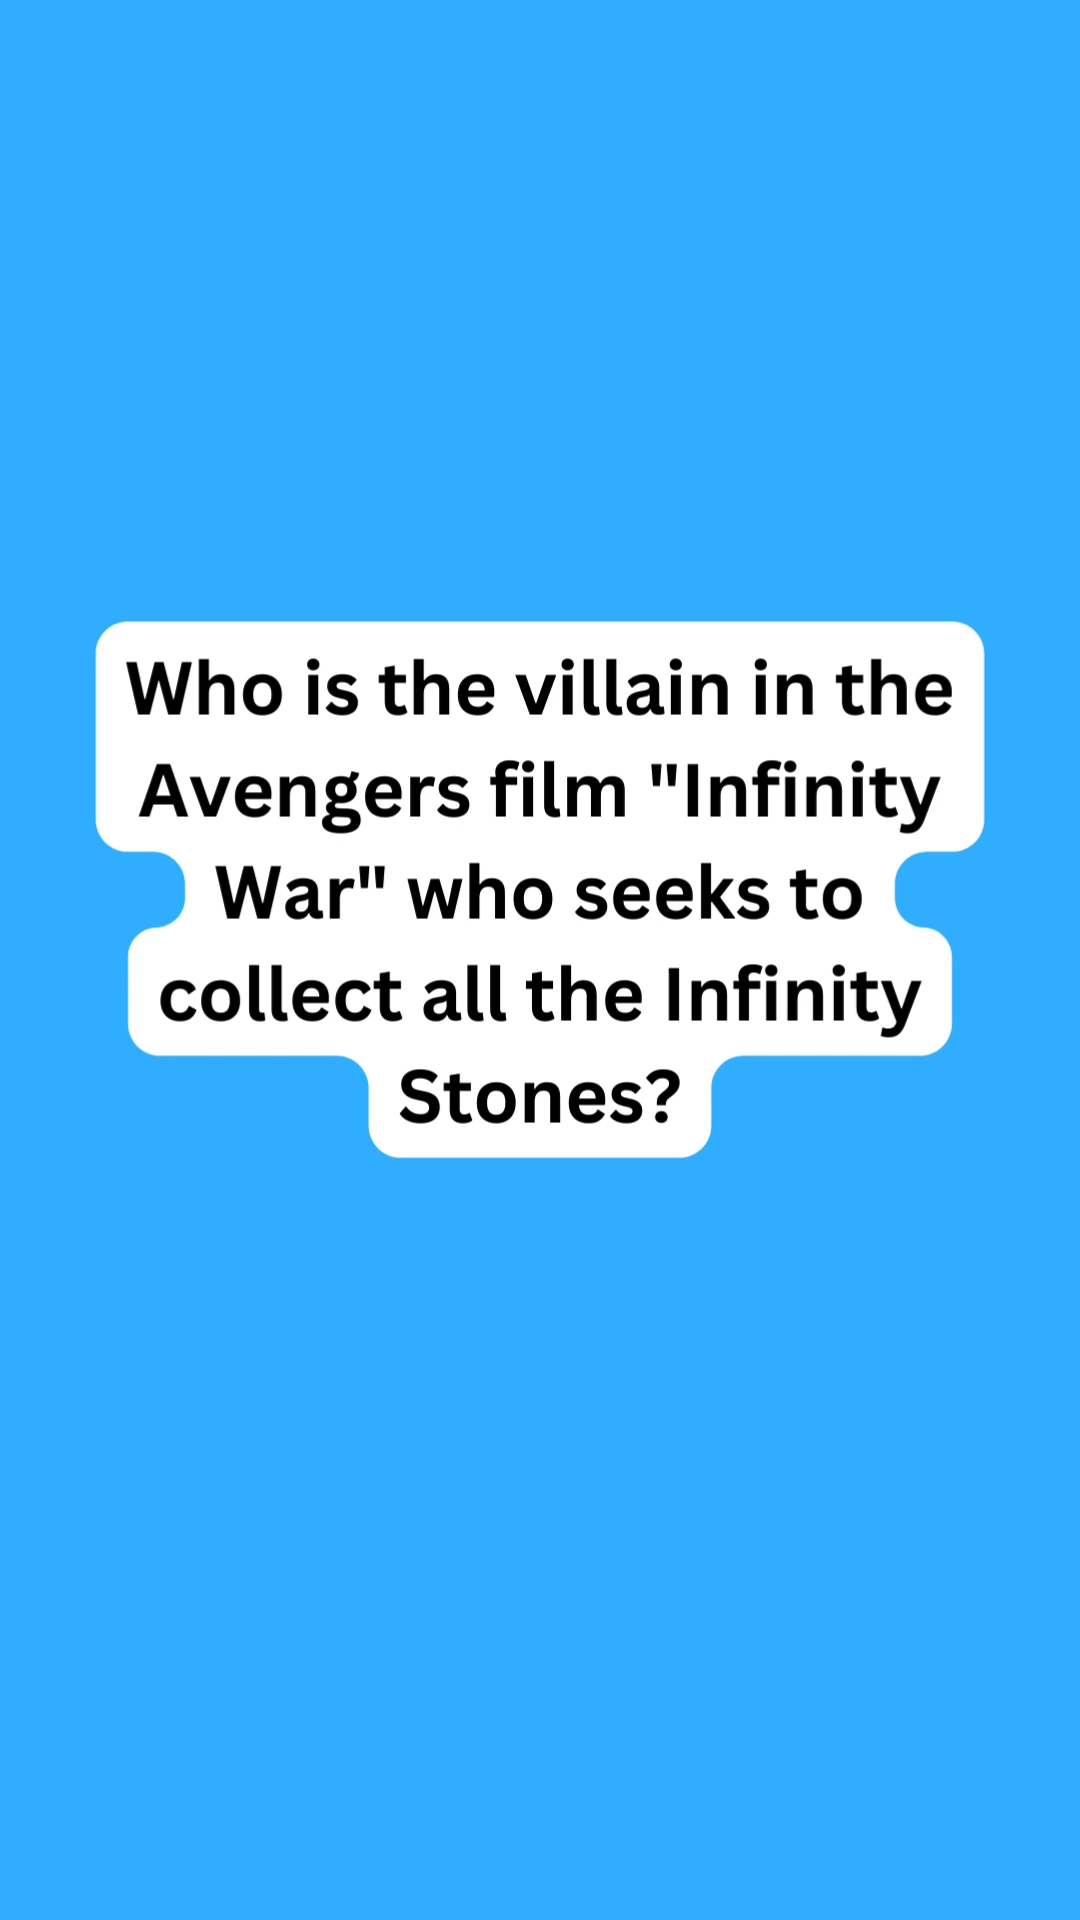 Who is the villain in the
Avengers film "Infinity
War" who seeks to
collect all the Infinity
Stones?